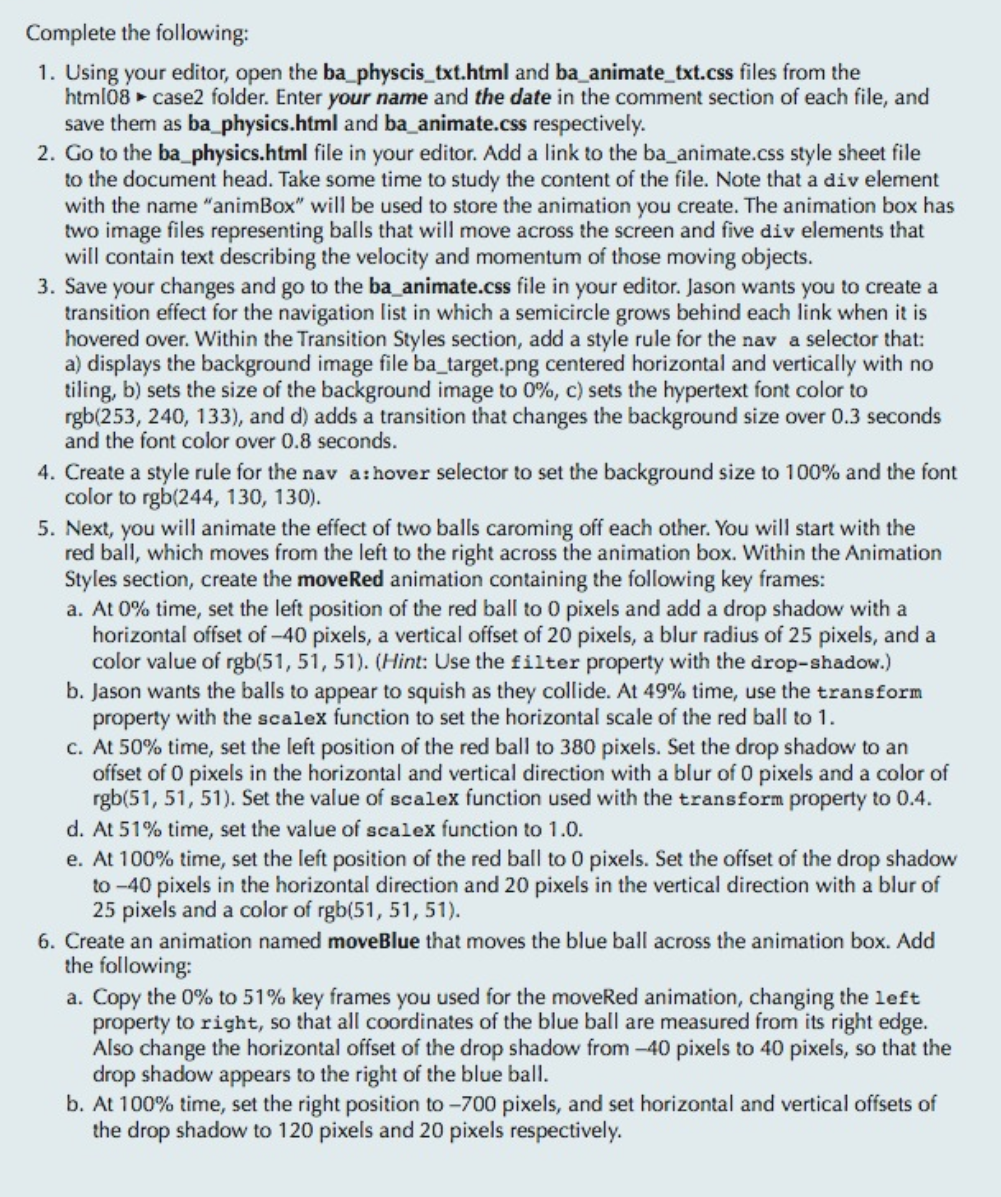 Complete the following:
1. Using your editor, open the ba_physcis_txt.html and ba_animate_txt.css files from the
html08 ▸ case2 folder. Enter your name and the date in the comment section of each file, and
save them as ba_physics.html and ba_animate.css respectively.
2. Go to the ba_physics.html file in your editor. Add a link to the ba_animate.css style sheet file
to the document head. Take some time to study the content of the file. Note that a div element
with the name "animBox" will be used to store the animation you create. The animation box has
two image files representing balls that will move across the screen and five div elements that
will contain text describing the velocity and momentum of those moving objects.
3. Save your changes and go to the ba_animate.css file in your editor. Jason wants you to create a
transition effect for the navigation list in which a semicircle grows behind each link when it is
hovered over. Within the Transition Styles section, add a style rule for the nav a selector that:
a) displays the background image file ba_target.png centered horizontal and vertically with no
tiling, b) sets the size of the background image to 0%, c) sets the hypertext font color to
rgb(253, 240, 133), and d) adds a transition that changes the background size over 0.3 seconds
and the font color over 0.8 seconds.
4. Create a style rule for the nav a:hover selector to set the background size to 100% and the font
color to rgb(244, 130, 130).
5. Next, you will animate the effect of two balls caroming off each other. You will start with the
red ball, which moves from the left to the right across the animation box. Within the Animation
Styles section, create the moveRed animation containing the following key frames:
a. At 0% time, set the left position of the red ball to 0 pixels and add a drop shadow with a
horizontal offset of –40 pixels, a vertical offset of 20 pixels, a blur radius of 25 pixels, and a
color value of rgb(51, 51, 51). (Hint: Use the filter property with the drop-shadow.)
b. Jason wants the balls to appear to squish as they collide. At 49% time, use the transform
property with the scaleX function to set the horizontal scale of the red ball to 1.
c. At 50% time, set the left position of the red ball to 380 pixels. Set the drop shadow to an
offset of 0 pixels in the horizontal and vertical direction with a blur of 0 pixels and a color of
rgb(51, 51, 51). Set the value of scaleX function used with the transform property to 0.4.
d. At 51% time, set the value of scaleX function to 1.0.
e. At 100% time, set the left position of the red ball to 0 pixels. Set the offset of the drop shadow
to –40 pixels in the horizontal direction and 20 pixels in the vertical direction with a blur of
25 pixels and a color of rgb(51, 51, 51).
6. Create an animation named moveBlue that moves the blue ball across the animation box. Add
the following:
a. Copy the 0% to 51% key frames you used for the moveRed animation, changing the left
property to right, so that all coordinates of the blue ball are measured from its right edge.
Also change the horizontal offset of the drop shadow from –40 pixels to 40 pixels, so that the
drop shadow appears to the right of the blue ball.
b. At 100% time, set the right position to –700 pixels, and set horizontal and vertical offsets of
the drop shadow to 120 pixels and 20 pixels respectively.